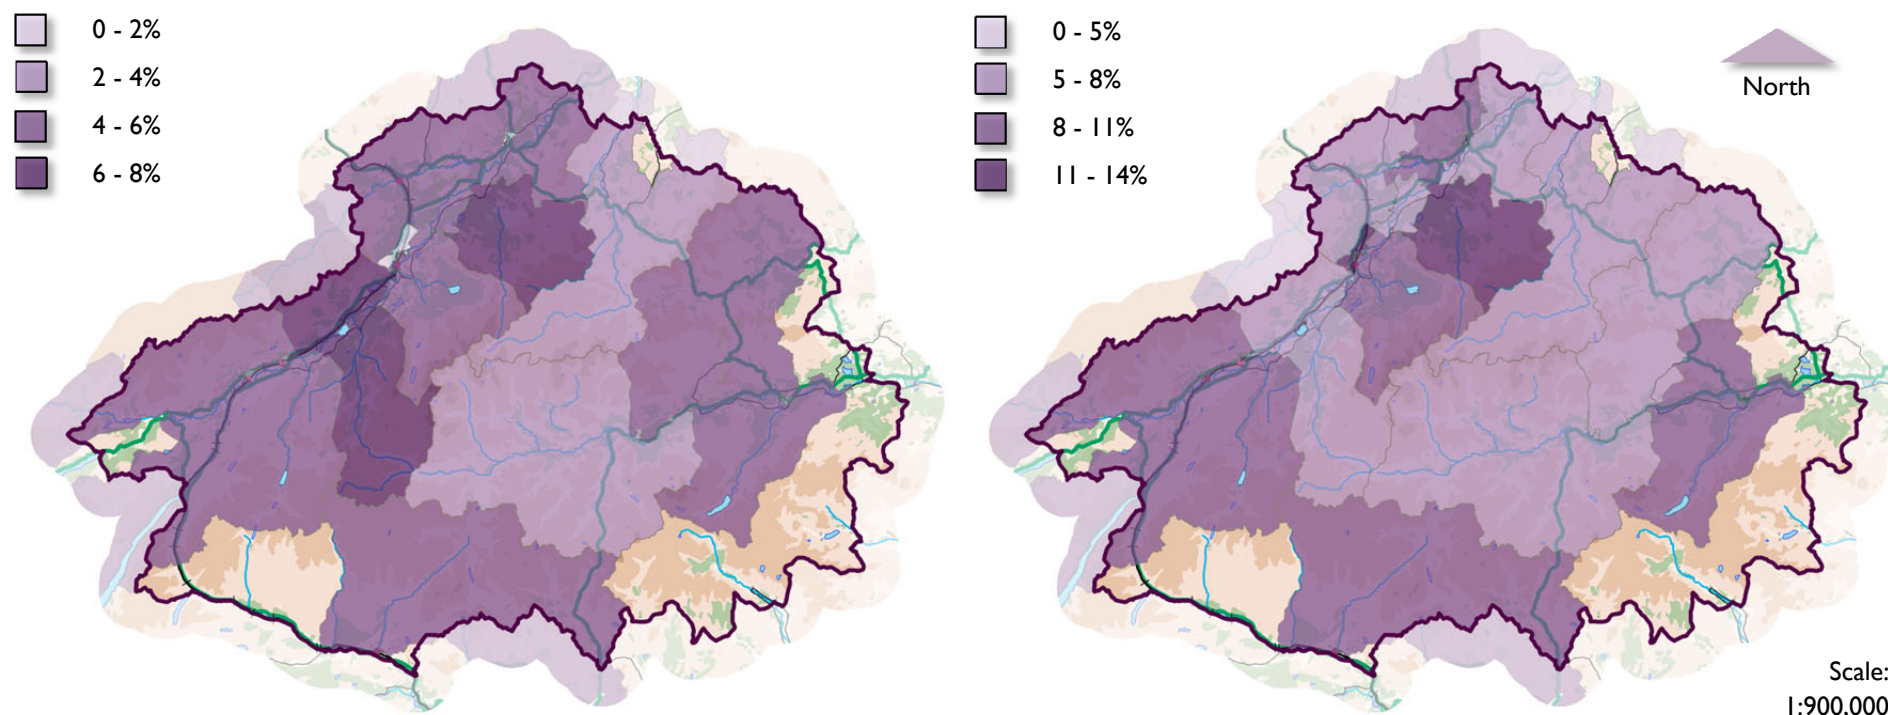 0 - 2%
2 - 4%
4 - 6%
6 - 8%
0 - 5%
5 - 8%
8 - 11%
11 - 14%
North
Scale:
1:900,000